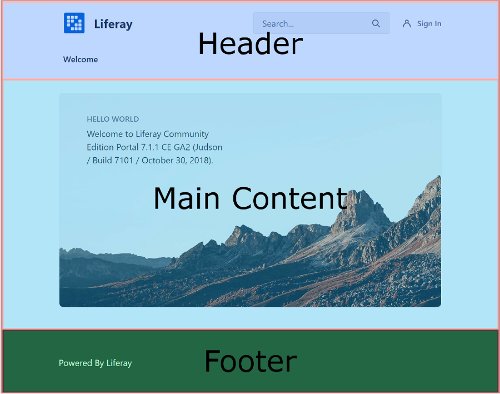 Liferay
Search...
Sign In
Header
Welcome
HELLO WORLD
Welcome to Liferay Community
Edition Portal 7.1.1 CE GA2 (Judson
/ Build 7101 / October 30, 2018).
Main Content
Powered By Liferay
Footer